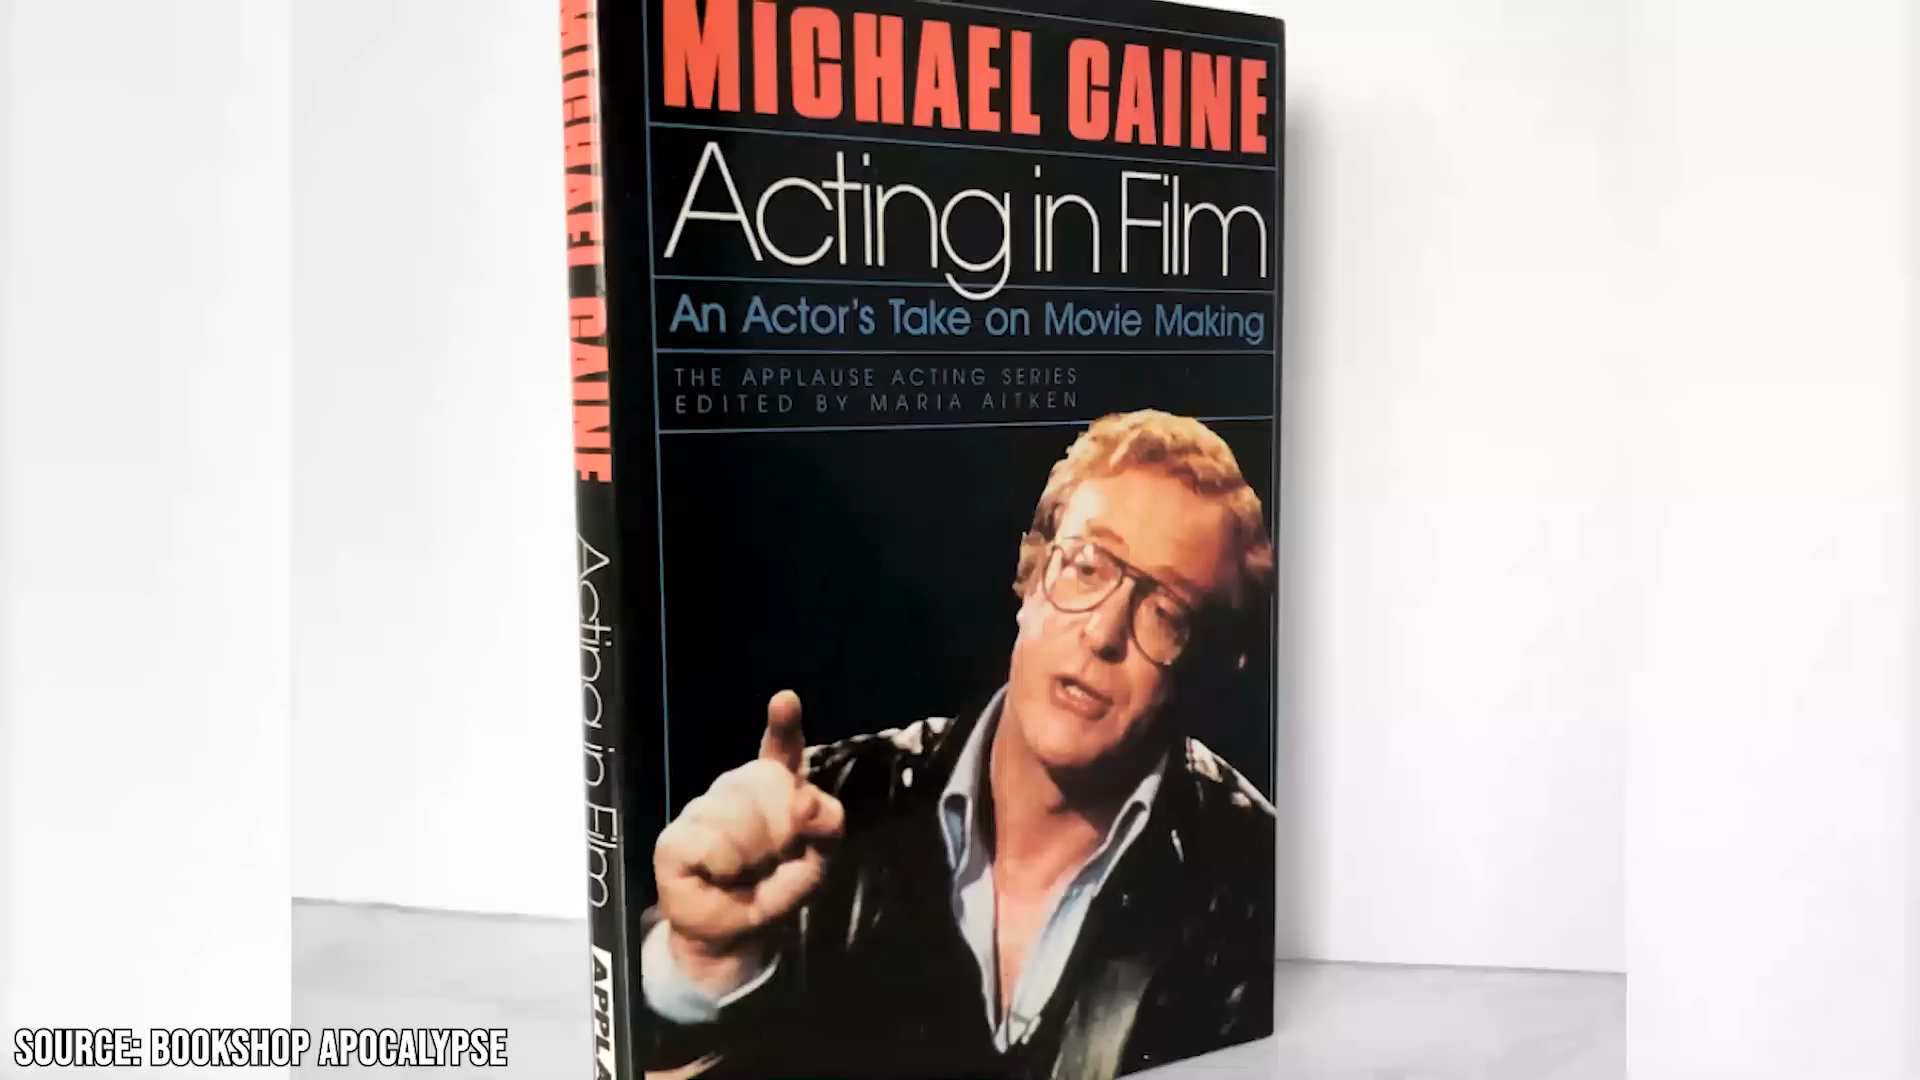 MICHAEL CAINE
Acting in Film
An Actor's Take on Movie Making
THE APPLAUSE ACTING SERIES
EDITED BY MARIA AITKEN
MICHAEL CAINE
Acting in Film
SOURCE: BOOKSHOP APOCALYPSE